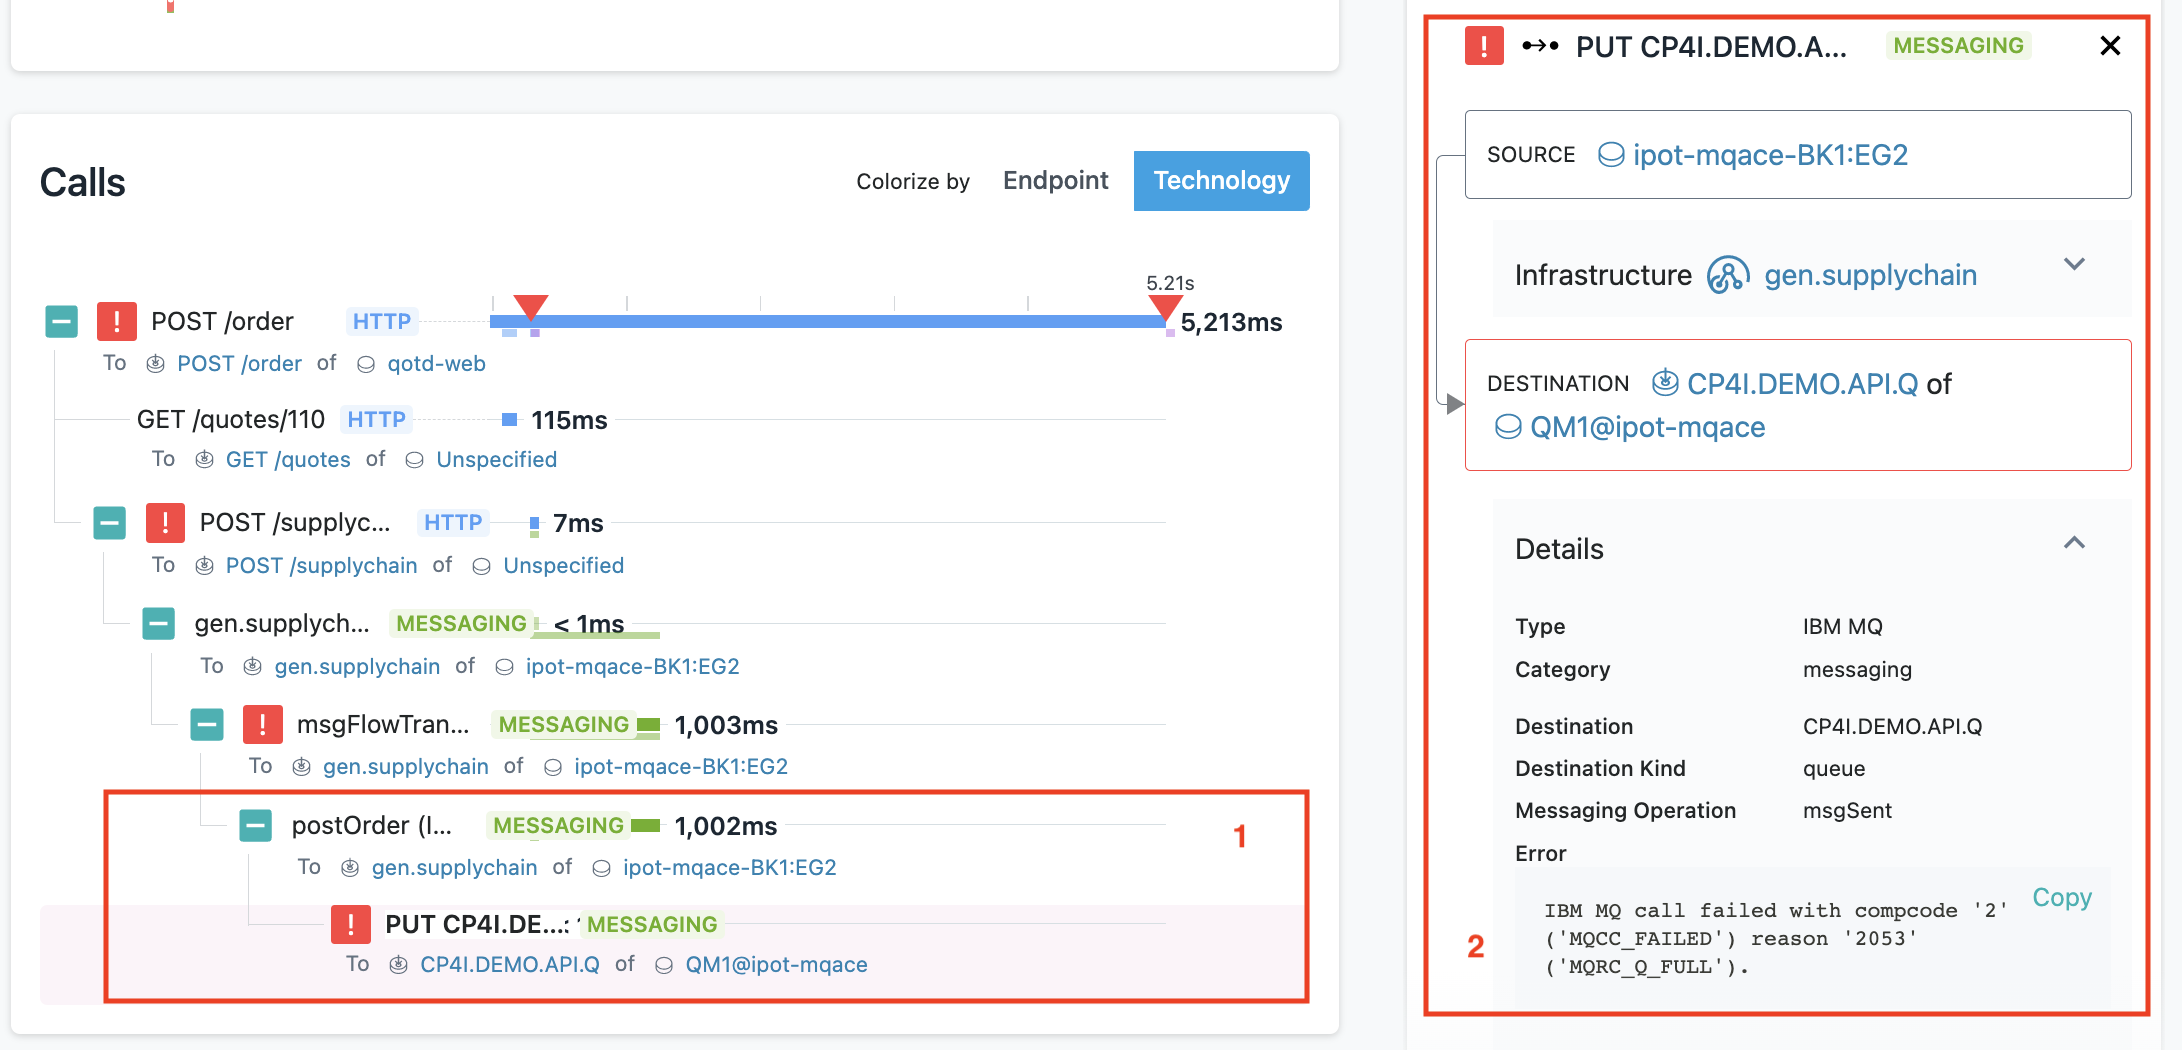 Calls
Colorize by Endpoint Technology
5.21s
POST /order HTTP 5,213ms
To POST /order of qotd-web
GET /quotes/110 HTTP 115ms
To GET /quotes of Unspecified
POST /supplyc... HTTP 7ms
To POST /supplychain of Unspecified
gen.supplych... MESSAGING < 1ms
To gen.supplychain of ipot-mqace-BK1:EG2
msgFlowTran... MESSAGING 1,003ms
To gen.supplychain of ipot-mqace-BK1:EG2
postOrder (I... MESSAGING 1,002ms
1
To gen.supplychain of ipot-mqace-BK1:EG2
PUT CP4I.DE...: MESSAGING
To CP4I.DEMO.API.Q of QM1@ipot-mqace
PUT CP4I.DEMO.A... MESSAGING
SOURCE ipot-mqace-BK1:EG2
Infrastructure gen.supplychain
DESTINATION CP4I.DEMO.API.Q of
QM1@ipot-mqace
Details
Type IBM MQ
Category messaging
Destination CP4I.DEMO.API.Q
Destination Kind queue
Messaging Operation msgSent
Error
Copy
IBM MQ call failed with compcode '2'
('MQCC_FAILED') reason '2053'
('MQRC_Q_FULL').
2